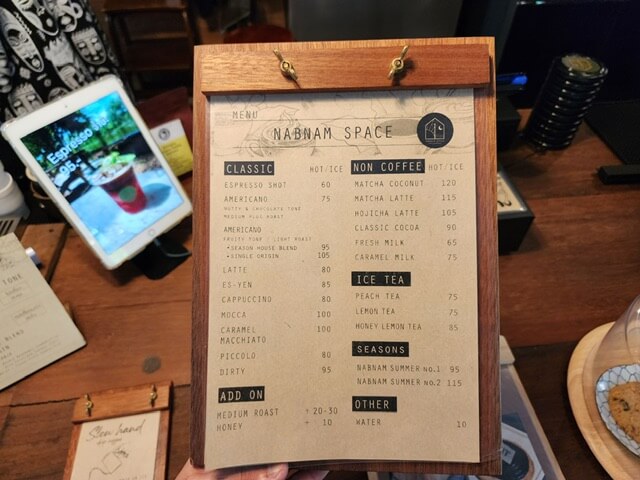 MENU
NABNAM SPACE
CLASSIC HOT/ICE
ESPRESSO SHOT 60
AMERICANO 75
NUTTY & CHOCOLATE TONE
MEDIUM PLUS ROAST
AMERICANO
FRUITY TONE / LIGHT ROAST
•SEASON HOUSE BLEND 95
•SINGLE ORIGIN 105
LATTE 80
ES-YEN 85
CAPPUCCINO 80
MOCCA 100
CARAMEL 100
MACCHIATO
PICCOLO 80
DIRTY 95
ADD ON
MEDIUM ROAST + 20-30
HONEY + 10
NON COFFEE HOT/ICE
MATCHA COCONUT 120
MATCHA LATTE 115
HOJICHA LATTE 105
CLASSIC COCOA 90
FRESH MILK 65
CARAMEL MILK 75
ICE TEA
PEACH TEA 75
LEMON TEA 75
HONEY LEMON TEA 85
SEASONS
NABNAM SUMMER NO.1 95
NABNAM SUMMER NO.2 115
OTHER
WATER 10
Espresso
95.-
TONE
BLEND
Slow hand